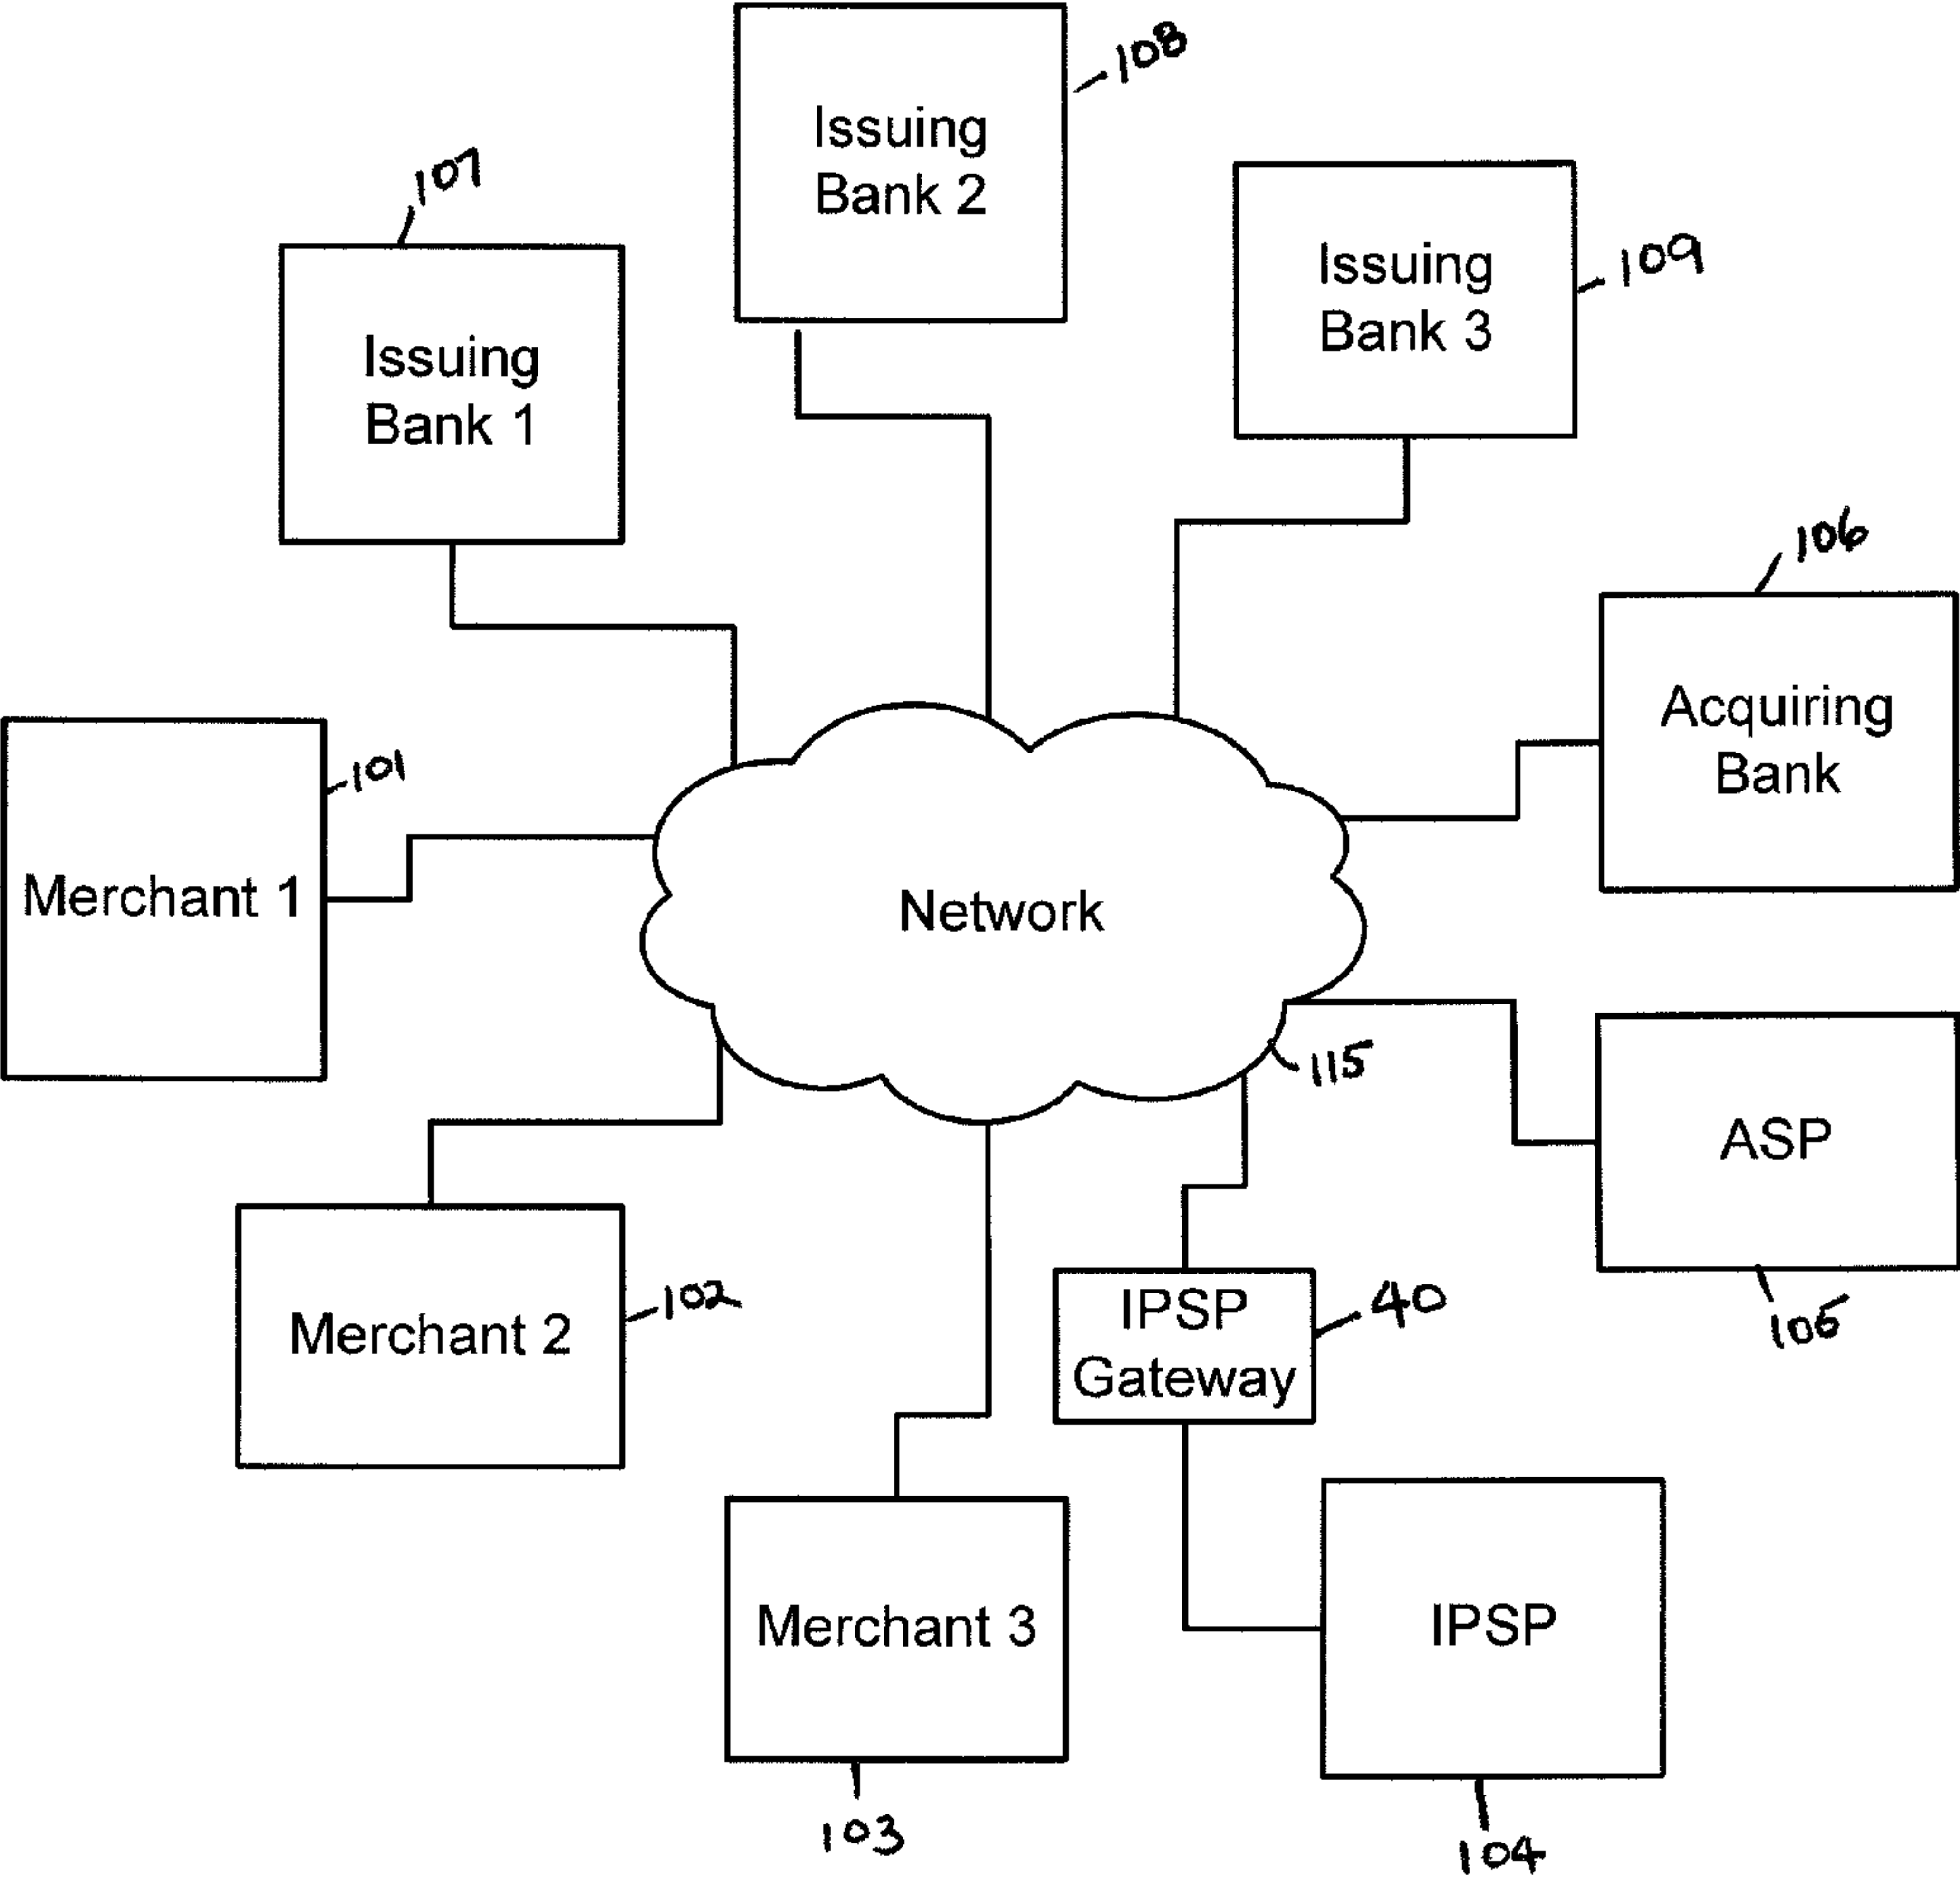 108
Issuing
Bank 2
107
Issuing
Bank 3
109
Issuing
Bank 1
106
Acquiring
Bank
101
Merchant 1
Network
115
ASP
105
IPSP
Gateway
40
Merchant 2
102
Merchant 3
103
IPSP
104